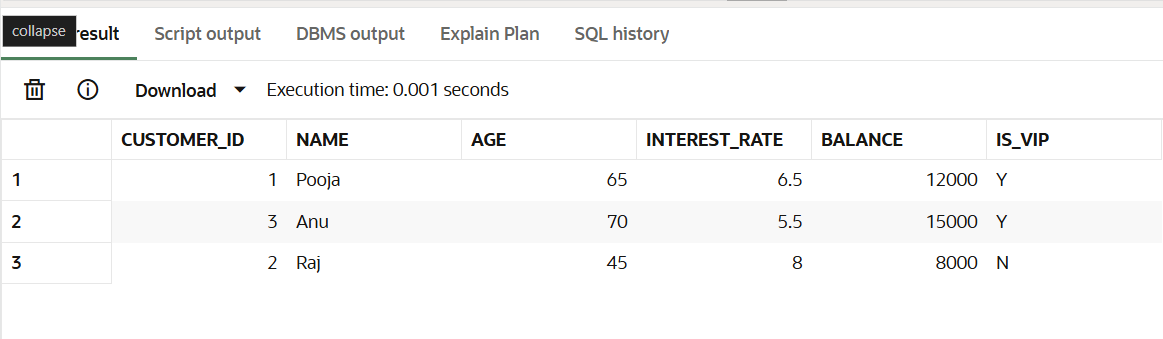 collapse result Script output DBMS output Explain Plan SQL history
Download Execution time: 0.001 seconds
CUSTOMER_ID NAME AGE INTEREST_RATE BALANCE IS_VIP
1 1 Pooja 65 6.5 12000 Y
2 3 Anu 70 5.5 15000 Y
3 2 Raj 45 8 8000 N